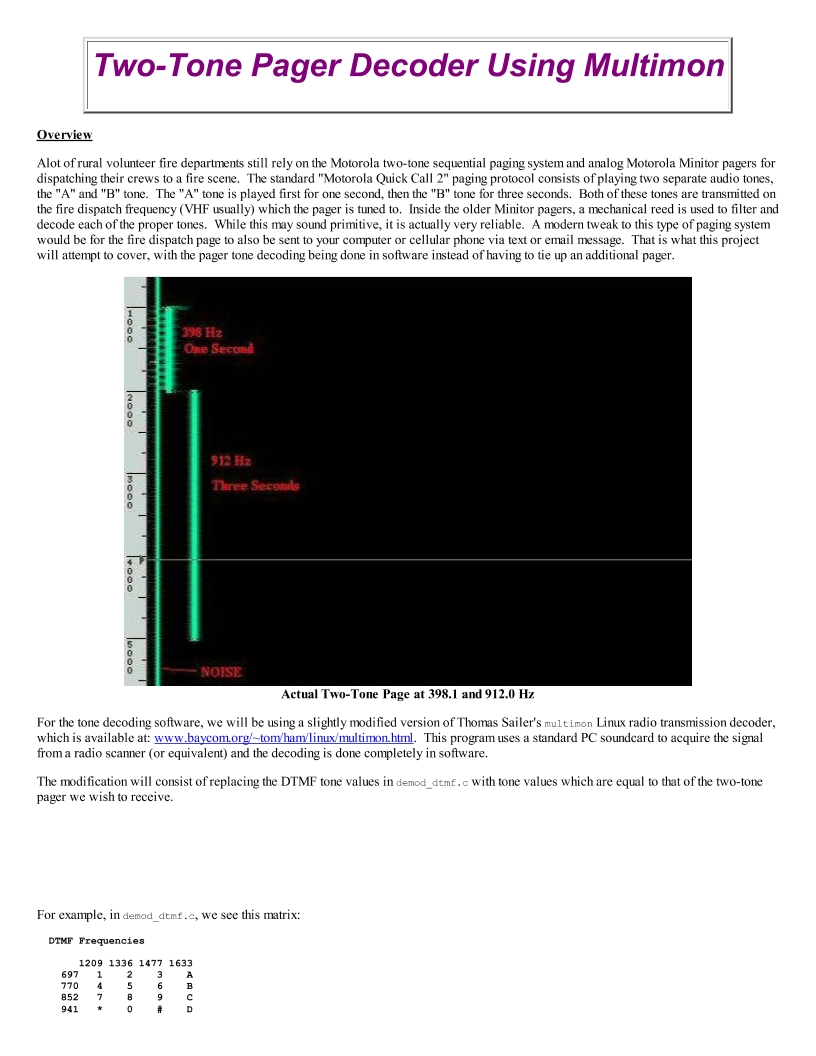 Two-Tone Pager Decoder Using Multimon
Overview
Alot of rural volunteer fire departments still rely on the Motorola two-tone sequential paging system and analog Motorola Minitor pagers for
dispatching their crews to a fire scene.  The standard "Motorola Quick Call 2" paging protocol consists of playing two separate audio tones,
the "A" and "B" tone.  The "A" tone is played first for one second, then the "B" tone for three seconds.  Both of these tones are transmitted on
the fire dispatch frequency (VHF usually) which the pager is tuned to.  Inside the older Minitor pagers, a mechanical reed is used to filter and
decode each of the proper tones.  While this may sound primitive, it is actually very reliable.  A modern tweak to this type of paging system
would be for the fire dispatch page to also be sent to your computer or cellular phone via text or email message.  That is what this project
will attempt to cover, with the pager tone decoding being done in software instead of having to tie up an additional pager.
1000
398 Hz
One Second
2000
912 Hz
3000
Three Seconds
4000
5000
NOISE
Actual Two-Tone Page at 398.1 and 912.0 Hz
For the tone decoding software, we will be using a slightly modified version of Thomas Sailer's multimon Linux radio transmission decoder,
which is available at: www.baycom.org/~tom/ham/linux/multimon.html.  This program uses a standard PC soundcard to acquire the signal
from a radio scanner (or equivalent) and the decoding is done completely in software.
The modification will consist of replacing the DTMF tone values in demod_dtmf.c with tone values which are equal to that of the two-tone
pager we wish to receive.
For example, in demod_dtmf.c, we see this matrix:
DTMF Frequencies
1209 1336 1477 1633
697 1 2 3 A
770 4 5 6 B
852 7 8 9 C
941 * 0 # D